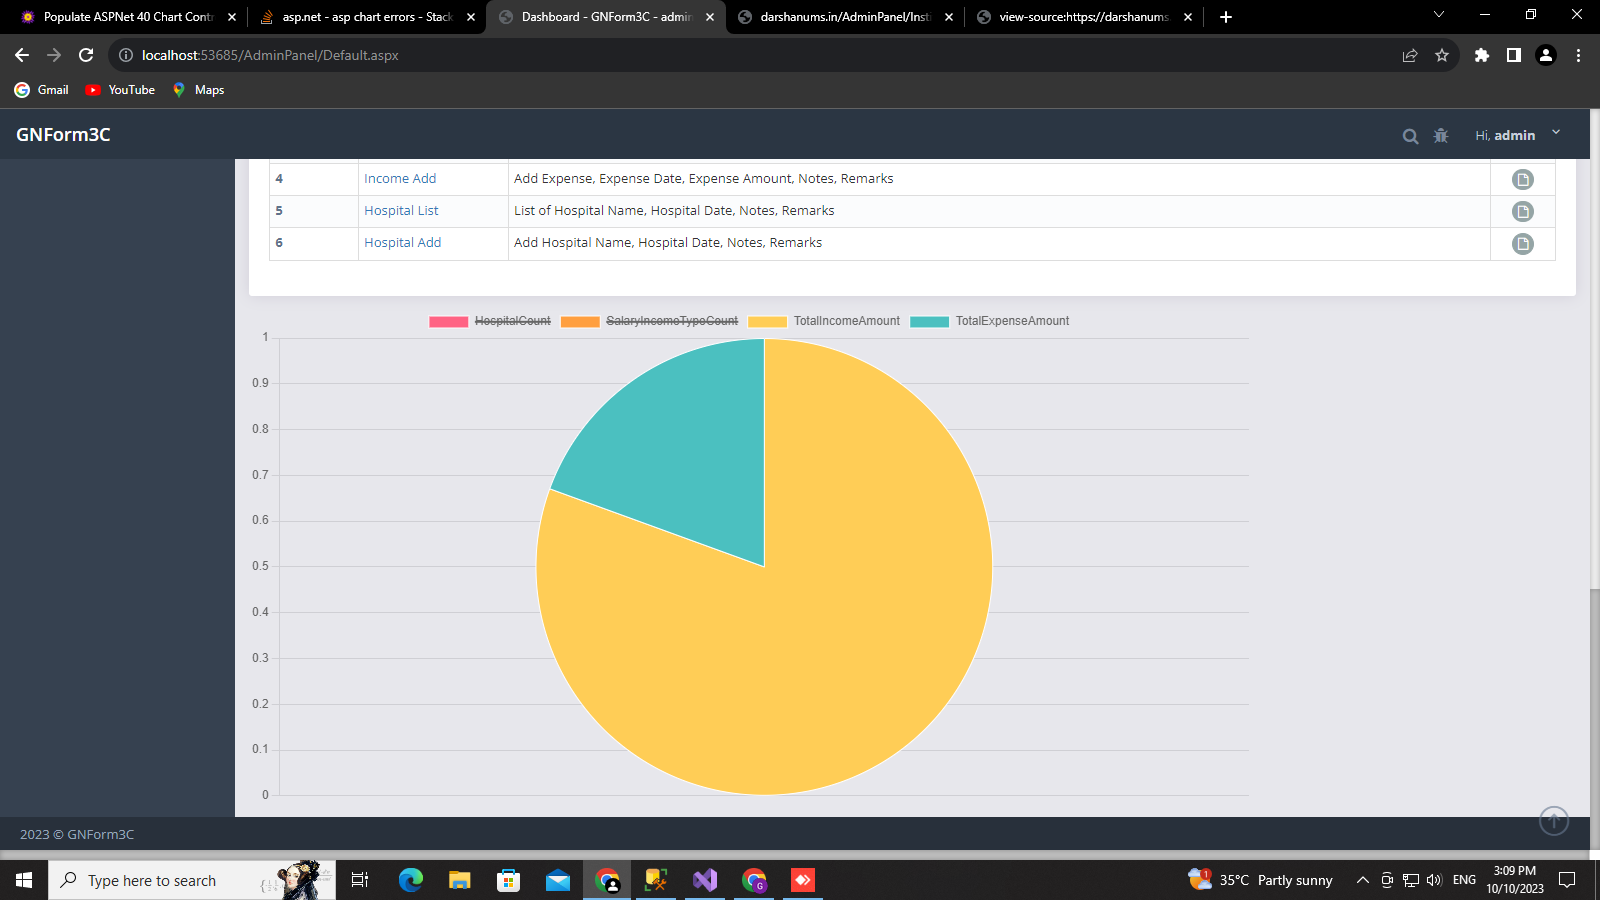 Populate ASPNet 40 Chart Contr
asp.net - asp chart errors - Stack
Dashboard - GNForm3C - admin
darshanums.in/AdminPanel/Insti
view-source:https://darshanums.
localhost:53685/AdminPanel/Default.aspx
Gmail YouTube Maps
GNForm3C
Hi, admin
4 Income Add Add Expense, Expense Date, Expense Amount, Notes, Remarks
5 Hospital List List of Hospital Name, Hospital Date, Notes, Remarks
6 Hospital Add Add Hospital Name, Hospital Date, Notes, Remarks
HospitalCount SalaryIncomeTypeCount TotalIncomeAmount TotalExpenseAmount
1
0.9
0.8
0.7
0.6
0.5
0.4
0.3
0.2
0.1
0
2023 © GNForm3C
Type here to search
35°C Partly sunny
ENG
3:09 PM
10/10/2023